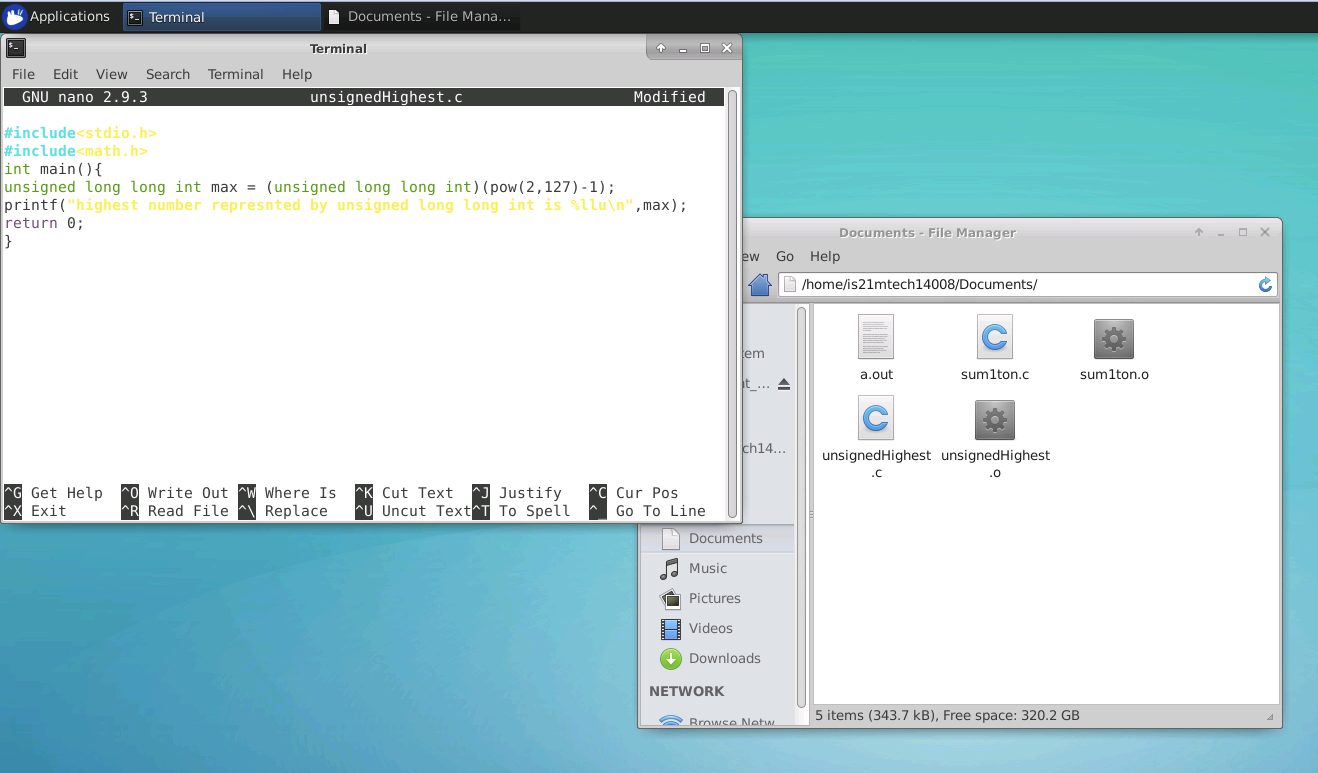 Applications Terminal Documents - File Mana...
Terminal
File Edit View Search Terminal Help
GNU nano 2.9.3 unsignedHighest.c Modified
#include<stdio.h>
#include<math.h>
int main(){
unsigned long long int max = (unsigned long long int)(pow(2,127)-1);
printf("highest number represnted by unsigned long long int is %llu\n",max);
return 0;
}
^G Get Help ^O Write Out ^W Where Is ^K Cut Text ^J Justify ^C Cur Pos
^X Exit ^R Read File ^\ Replace ^U Uncut Text ^T To Spell ^_ Go To Line
Documents - File Manager
ew Go Help
/home/is21mtech14008/Documents/
tem
nt_...
ch14...
Documents
Music
Pictures
Videos
Downloads
NETWORK
Browse Netw
a.out sum1ton.c sum1ton.o
unsignedHighest
.c
unsignedHighest
.o
5 items (343.7 kB), Free space: 320.2 GB